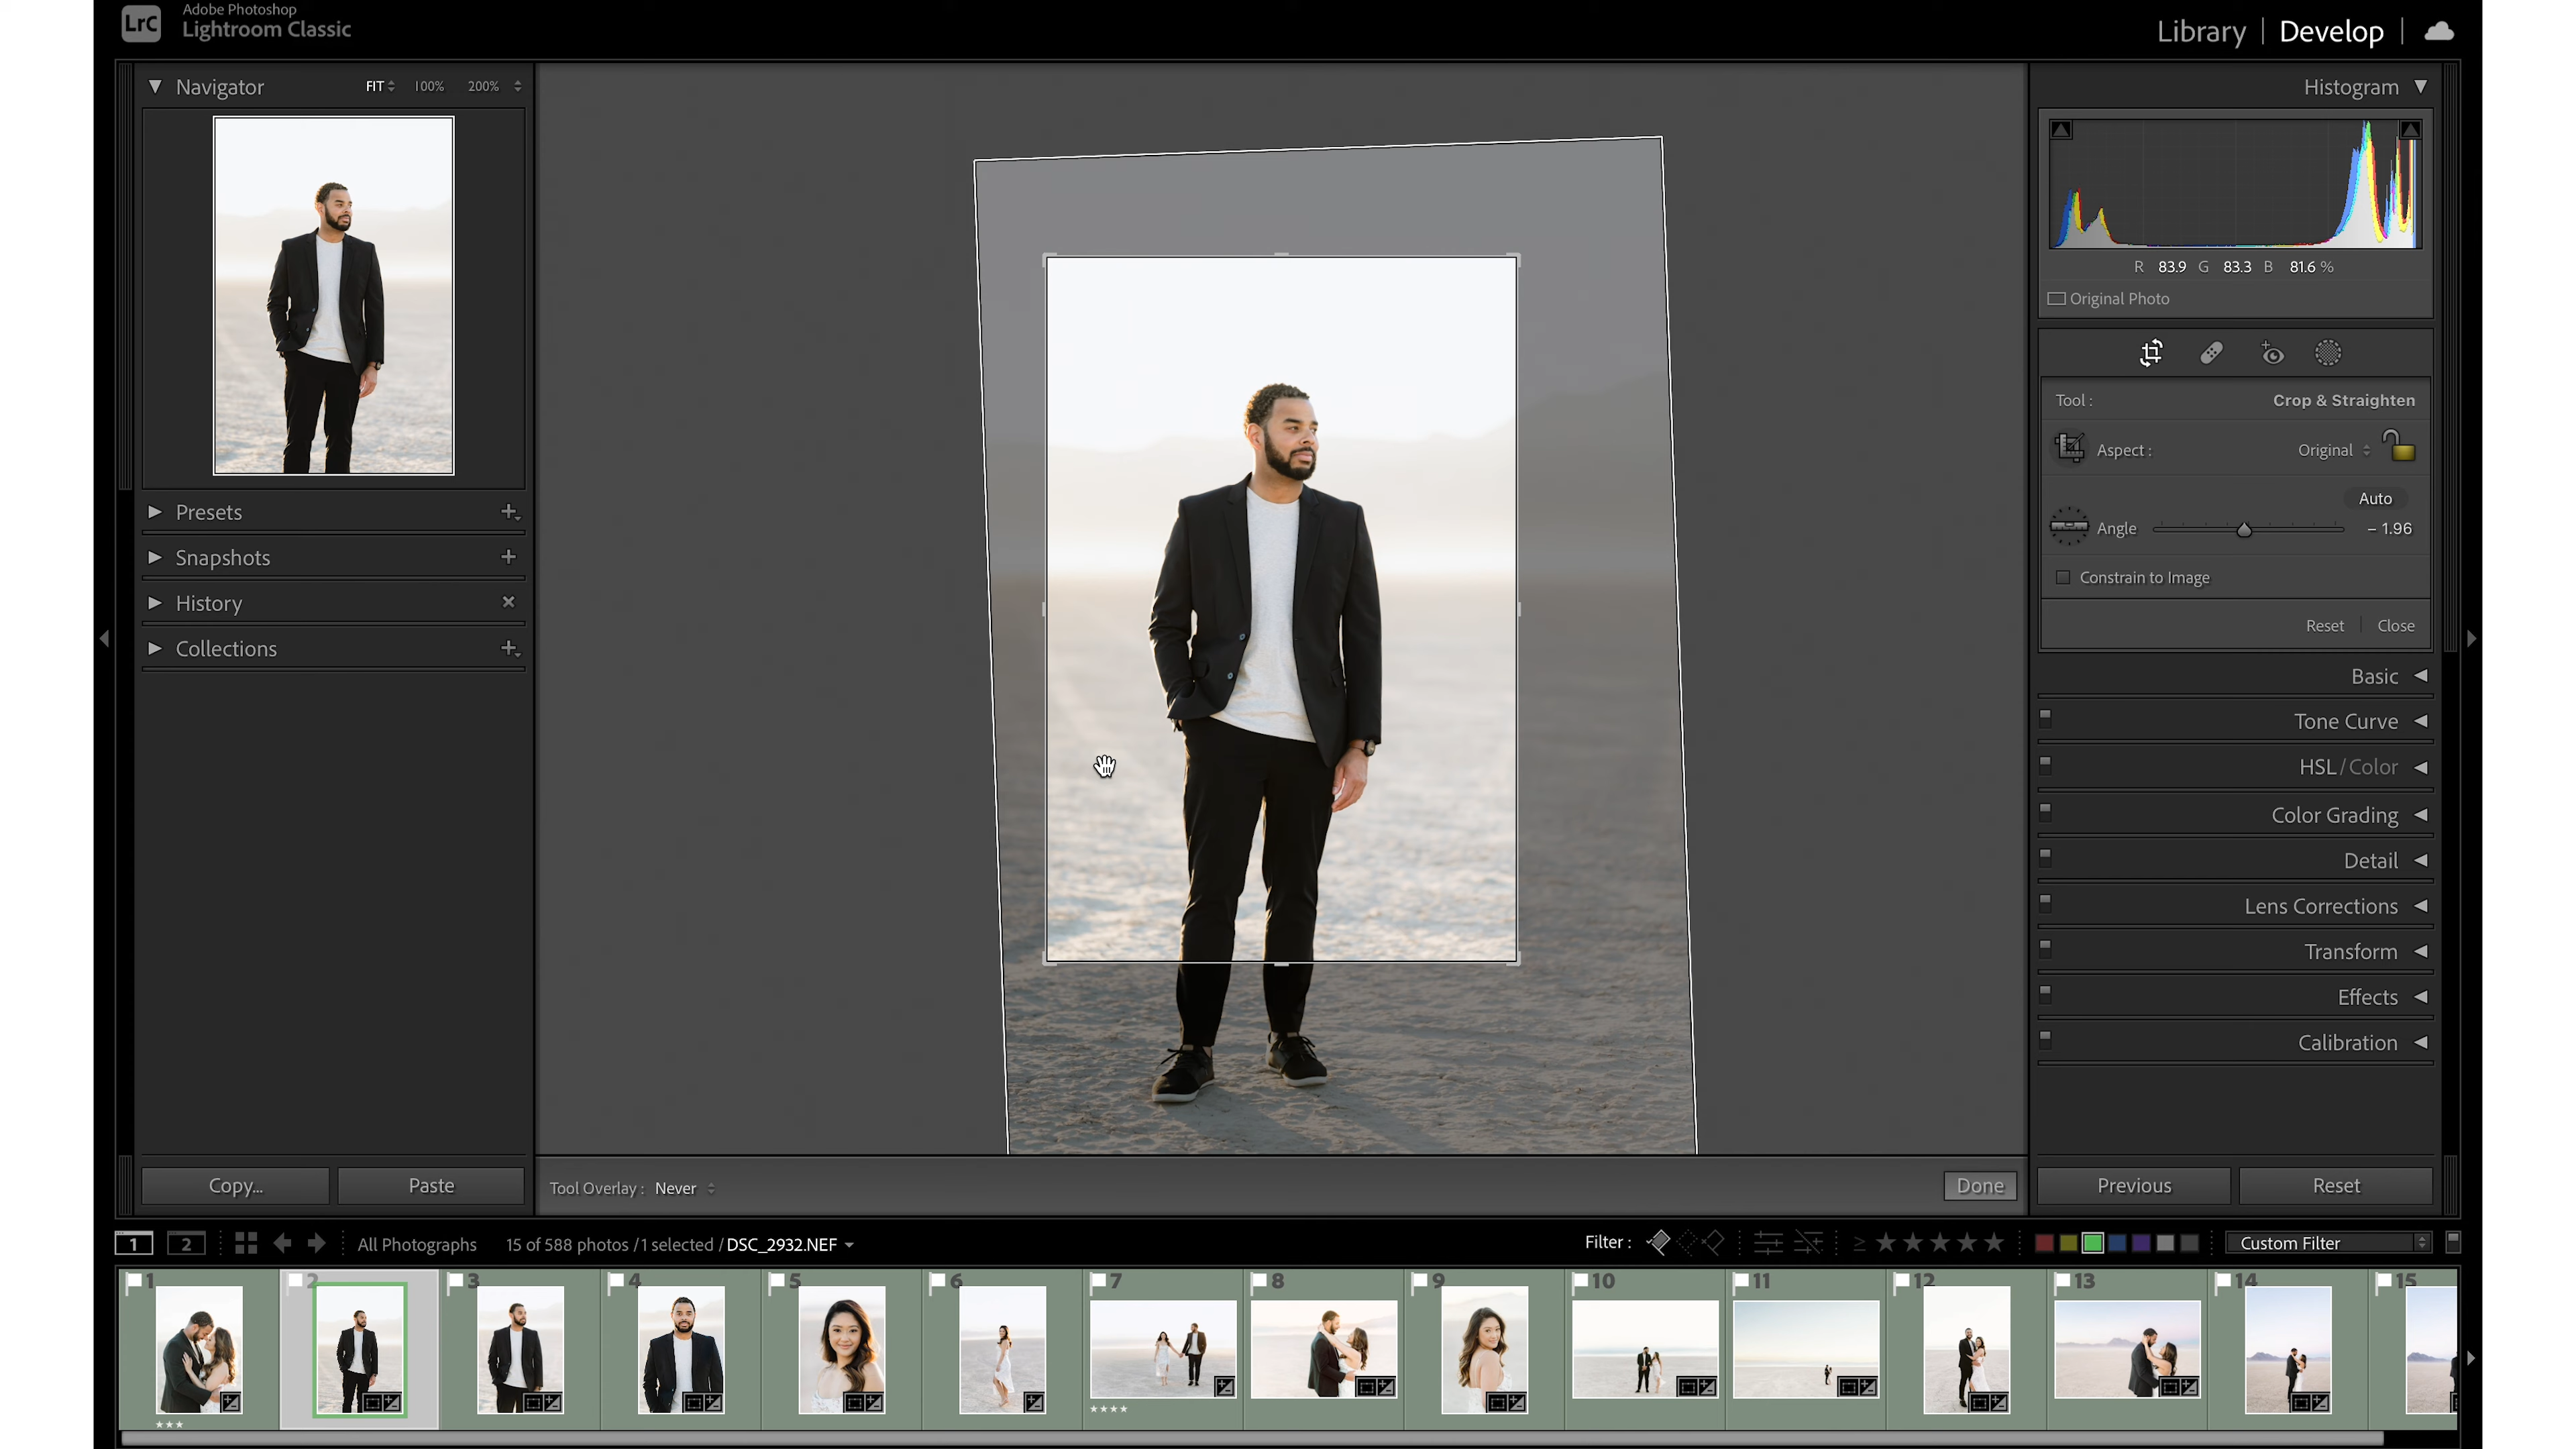 LrC
Adobe Photoshop
Lightroom Classic
Library | Develop |
Navigator FIT 100% 200%
Histogram
R 83.9 G 83.3 B 81.6 %
Original Photo
Tool : Crop & Straighten
Aspect : Original
Auto
Angle - 1.96
Constrain to Image
Reset | Close
Presets
Snapshots
History
Collections
Basic
Tone Curve
HSL / Color
Color Grading
Detail
Lens Corrections
Transform
Effects
Calibration
Copy... Paste
Tool Overlay : Never
Done
Previous Reset
1 2 All Photographs 15 of 588 photos / 1 selected / DSC_2932.NEF
Filter : ≥ Custom Filter
1 2 3 4 5 6 7 8 9 10 11 12 13 14 15